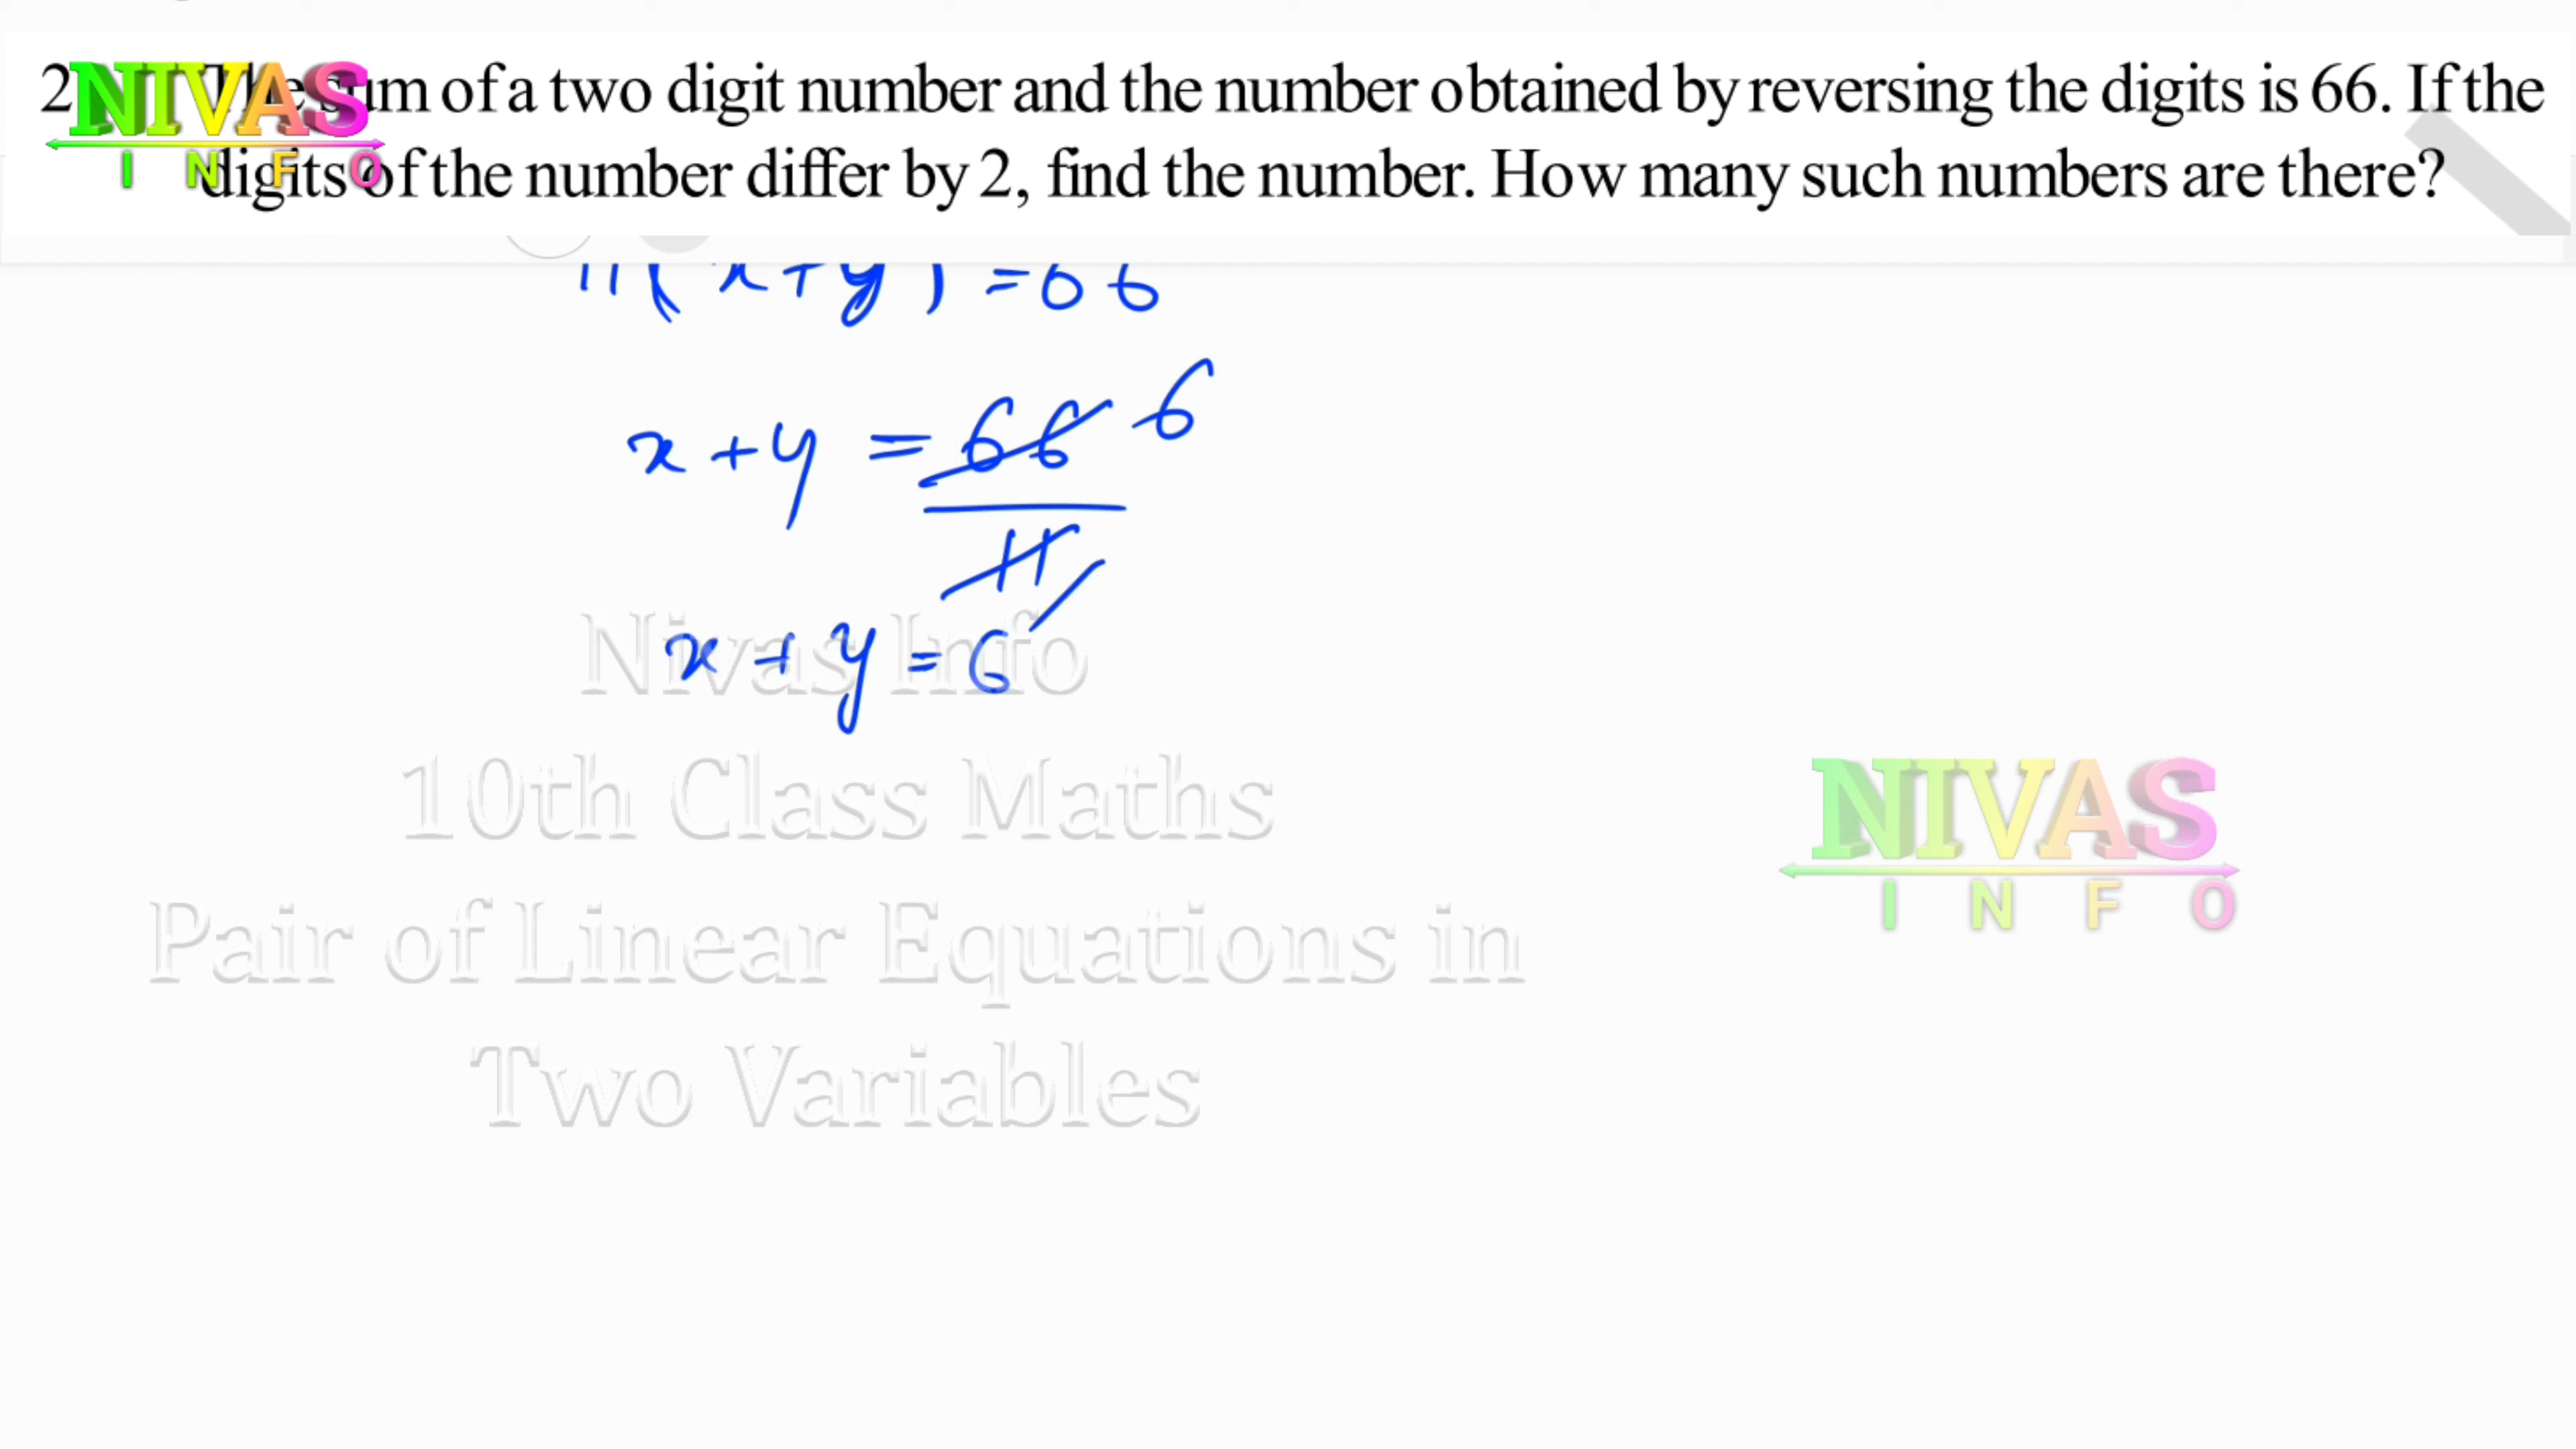 2 The sum of a two digit number and the number obtained by reversing the digits is 66. If the
NIVAS
INFO
digits of the number differ by 2, find the number. How many such numbers are there?
11(x+y)=66
x+y = 66 6
11
x+y=6
Nivas Info
10th Class Maths
Pair of Linear Equations in
Two Variables
NIVAS
INFO